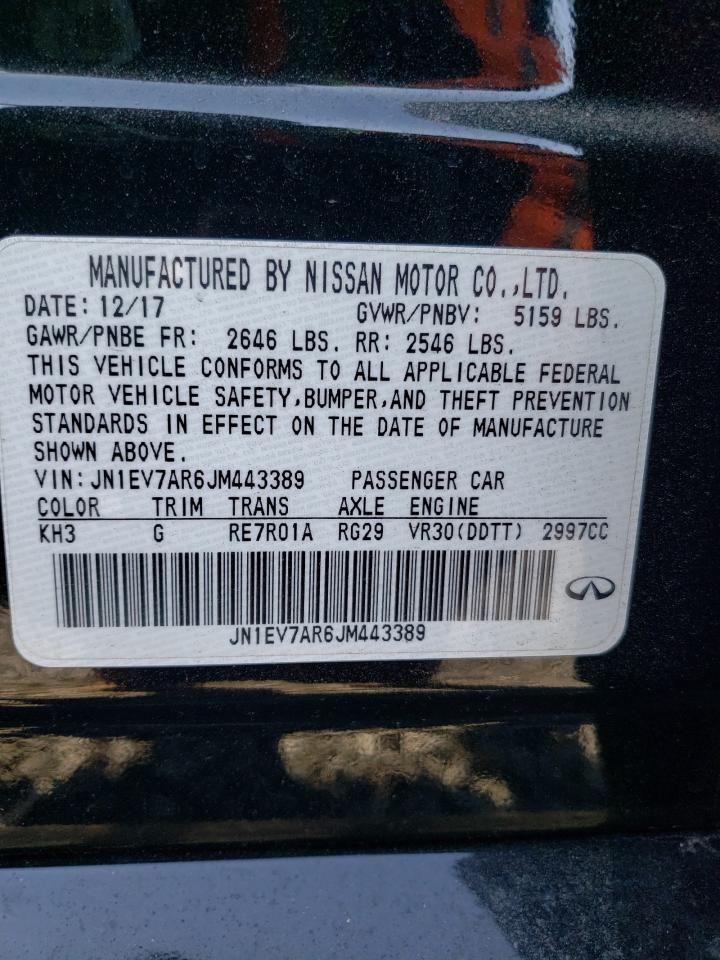 MANUFACTURED BY NISSAN MOTOR CO.,LTD.
DATE: 12/17 GVWR/PNBV: 5159 LBS.
GAWR/PNBE FR: 2646 LBS. RR: 2546 LBS.
THIS VEHICLE CONFORMS TO ALL APPLICABLE FEDERAL
MOTOR VEHICLE SAFETY,BUMPER,AND THEFT PREVENTION
STANDARDS IN EFFECT ON THE DATE OF MANUFACTURE
SHOWN ABOVE.
VIN:JN1EV7AR6JM443389 PASSENGER CAR
COLOR TRIM TRANS AXLE ENGINE
KH3 G RE7R01A RG29 VR30(DDTT) 2997CC
JN1EV7AR6JM443389